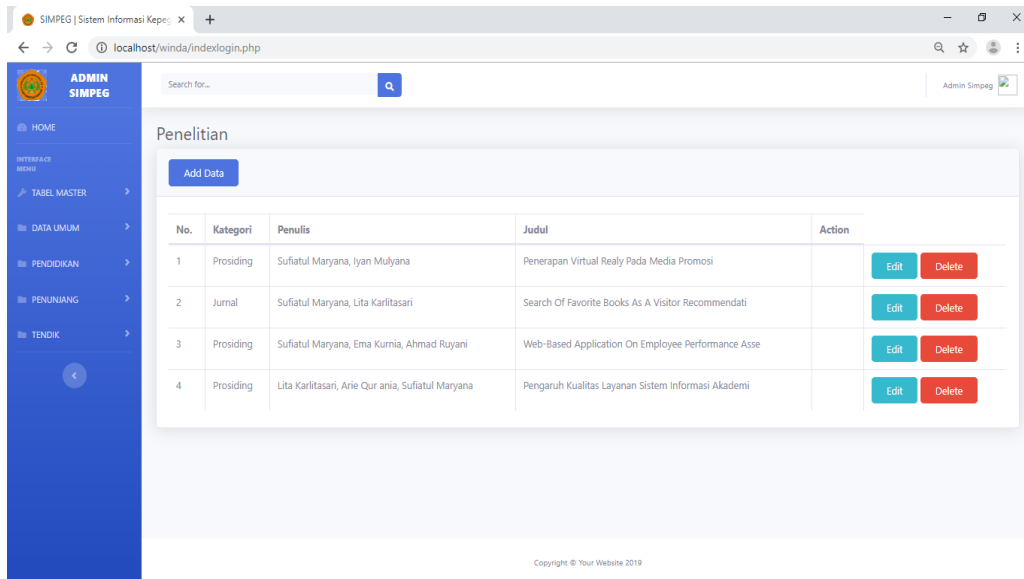 SIMPEG | Sistem Informasi Kepeg
localhost/winda/indexlogin.php
ADMIN
SIMPEG
Search for...
Admin Simpeg
HOME
INTERFACE
MENU
TABEL MASTER
DATA UMUM
PENDIDIKAN
PENUNJANG
TENDIK
Penelitian
Add Data
No. Kategori Penulis Judul Action
1 Prosiding Sufiatul Maryana, Iyan Mulyana Penerapan Virtual Realy Pada Media Promosi Edit Delete
2 Jurnal Sufiatul Maryana, Lita Karlitasari Search Of Favorite Books As A Visitor Recommendati Edit Delete
3 Prosiding Sufiatul Maryana, Ema Kurnia, Ahmad Ruyani Web-Based Application On Employee Performance Asse Edit Delete
4 Prosiding Lita Karlitasari, Arie Qur ania, Sufiatul Maryana Pengaruh Kualitas Layanan Sistem Informasi Akademi Edit Delete
Copyright © Your Website 2019